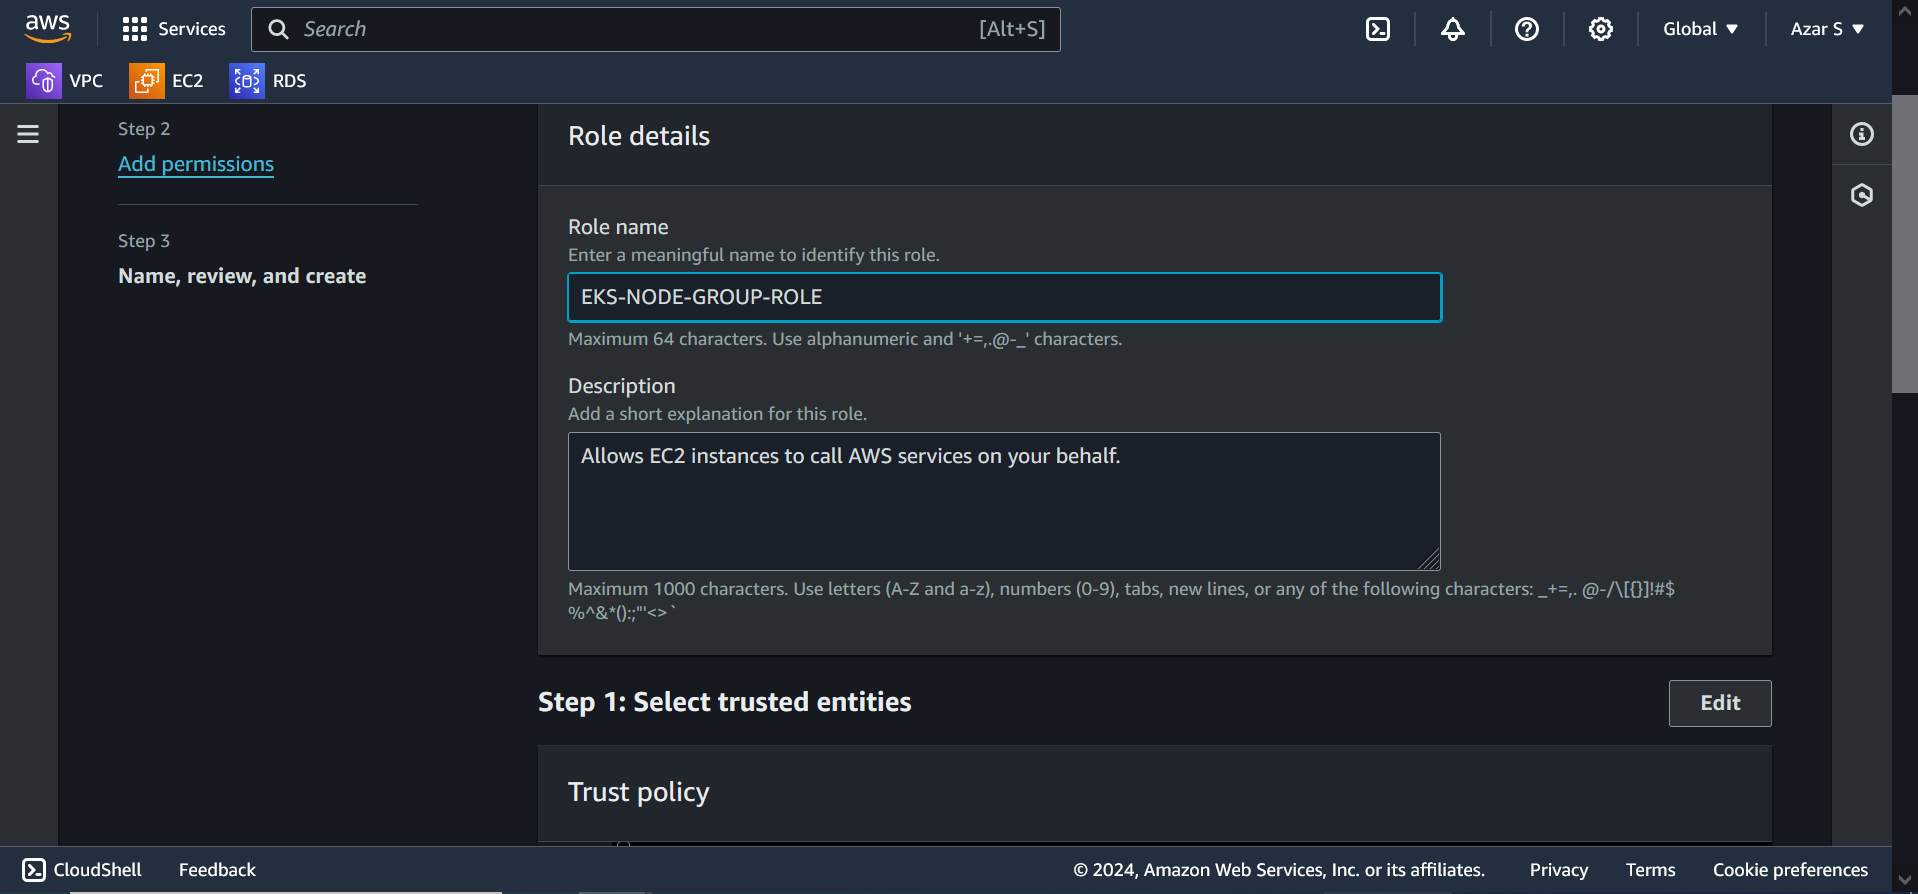 aws
Services
Search [Alt+S]
Global
Azar S
VPC
EC2
RDS
Step 2
Add permissions
Step 3
Name, review, and create
Role details
Role name
Enter a meaningful name to identify this role.
EKS-NODE-GROUP-ROLE
Maximum 64 characters. Use alphanumeric and '+=,.@-_' characters.
Description
Add a short explanation for this role.
Allows EC2 instances to call AWS services on your behalf.
Maximum 1000 characters. Use letters (A-Z and a-z), numbers (0-9), tabs, new lines, or any of the following characters: _+=,. @-/\[{}]!#$
%^&*():;"'<>`
Step 1: Select trusted entities
Edit
Trust policy
CloudShell
Feedback
© 2024, Amazon Web Services, Inc. or its affiliates.
Privacy
Terms
Cookie preferences